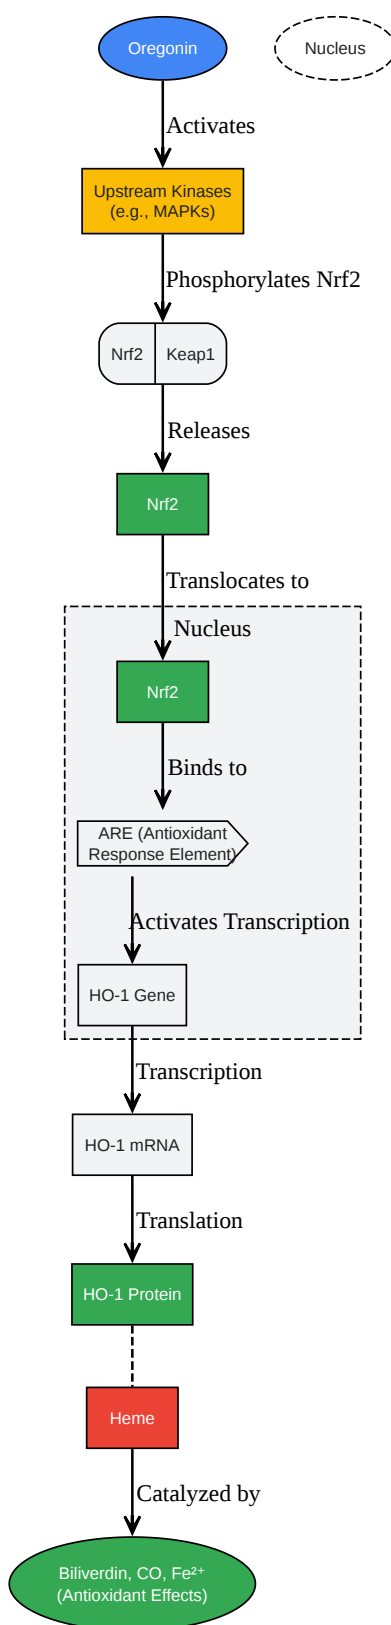 Oregonin
Nucleus
Activates
Upstream Kinases
(e.g., MAPKs)
Phosphorylates Nrf2
Nrf2
Keap1
Releases
Nrf2
Translocates to
Nucleus
Nrf2
Binds to
ARE (Antioxidant
Response Element)
Activates Transcription
HO-1 Gene
Transcription
HO-1 mRNA
Translation
HO-1 Protein
Heme
Catalyzed by
Biliverdin, CO, Fe²⁺
(Antioxidant Effects)